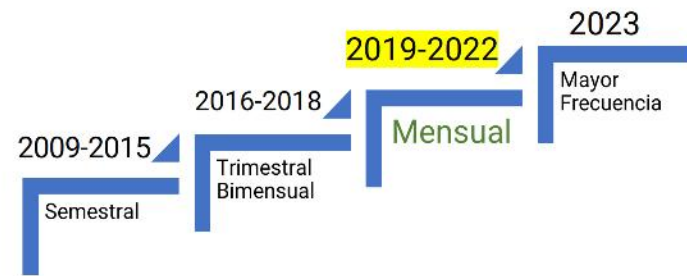 2009-2015
Semestral
2016-2018
Trimestral
Bimensual
2019-2022
Mensual
2023
Mayor
Frecuencia